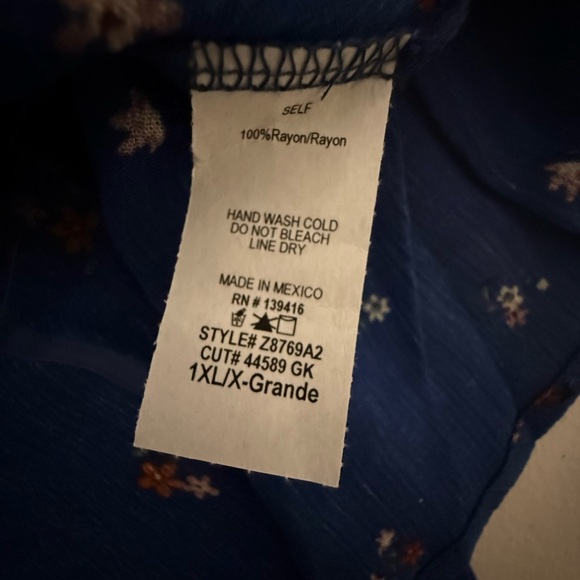 SELF
100%Rayon/Rayon
HAND WASH COLD
DO NOT BLEACH
LINE DRY
MADE IN MEXICO
RN # 139416
STYLE# Z8769A2
CUT# 44589 GK
1XL/X-Grande